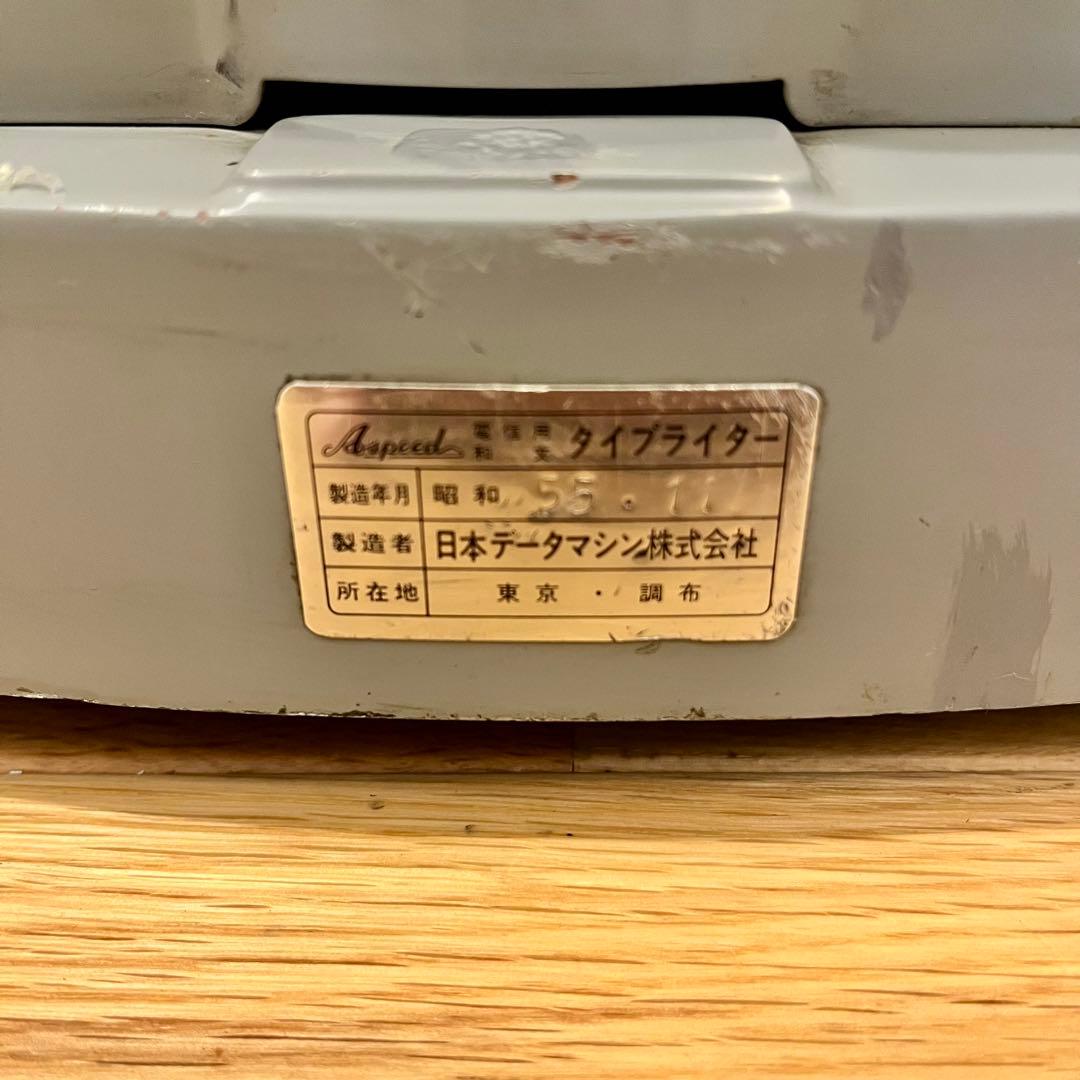 Aspeed 電信用 和文 タイプライター
製造年月 昭和 55.11
製造者 日本データマシン株式会社
所在地 東京・調布